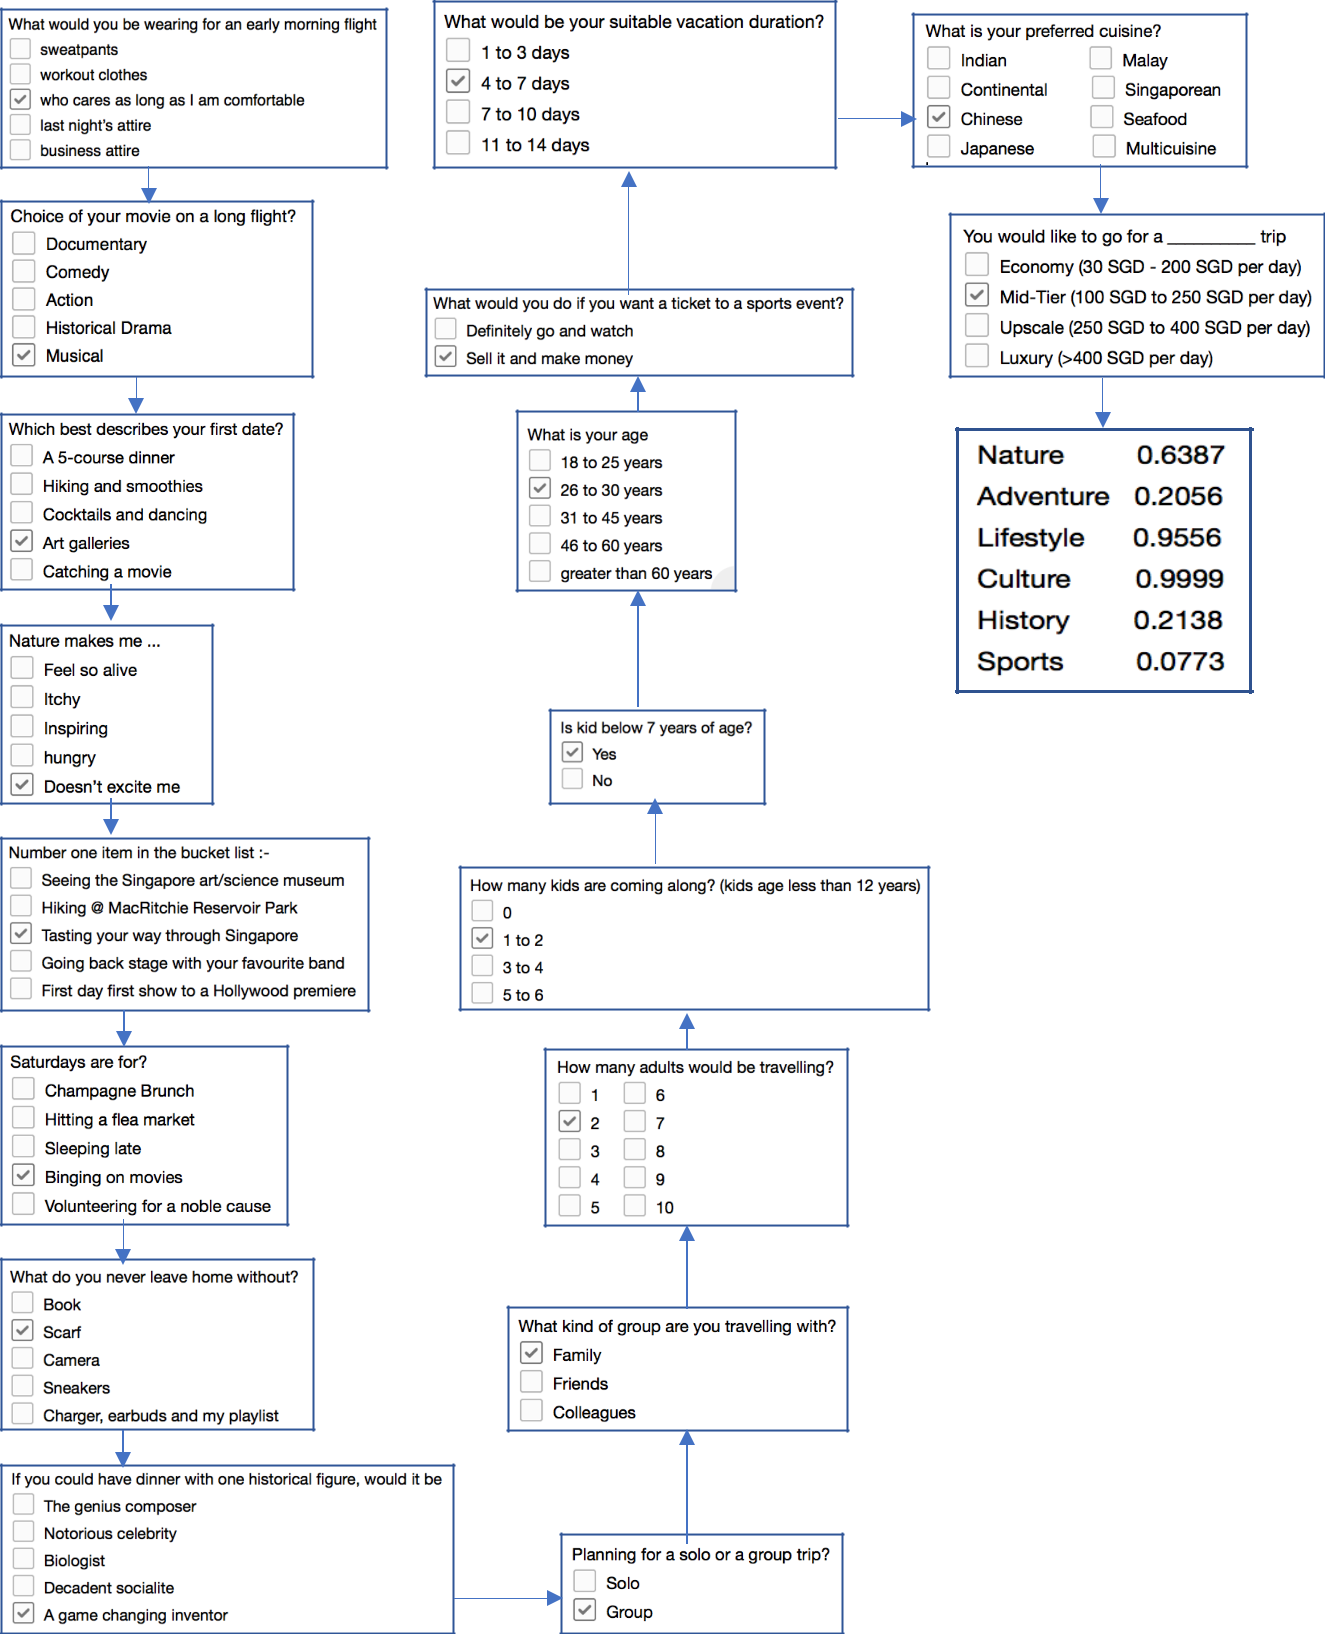 What would you be wearing for an early morning flight
sweatpants
workout clothes
who cares as long as I am comfortable
last night's attire
business attire
Choice of your movie on a long flight?
Documentary
Comedy
Action
Historical Drama
Musical
Which best describes your first date?
A 5-course dinner
Hiking and smoothies
Cocktails and dancing
Art galleries
Catching a movie
Nature makes me ...
Feel so alive
Itchy
Inspiring
hungry
Doesn't excite me
Number one item in the bucket list :-
Seeing the Singapore art/science museum
Hiking @ MacRitchie Reservoir Park
Tasting your way through Singapore
Going back stage with your favourite band
First day first show to a Hollywood premiere
Saturdays are for?
Champagne Brunch
Hitting a flea market
Sleeping late
Binging on movies
Volunteering for a noble cause
What do you never leave home without?
Book
Scarf
Camera
Sneakers
Charger, earbuds and my playlist
If you could have dinner with one historical figure, would it be
The genius composer
Notorious celebrity
Biologist
Decadent socialite
A game changing inventor
Planning for a solo or a group trip?
Solo
Group
What kind of group are you travelling with?
Family
Friends
Colleagues
How many adults would be travelling?
1 6
2 7
3 8
4 9
5 10
How many kids are coming along? (kids age less than 12 years)
0
1 to 2
3 to 4
5 to 6
Is kid below 7 years of age?
Yes
No
What is your age
18 to 25 years
26 to 30 years
31 to 45 years
46 to 60 years
greater than 60 years
What would you do if you want a ticket to a sports event?
Definitely go and watch
Sell it and make money
What would be your suitable vacation duration?
1 to 3 days
4 to 7 days
7 to 10 days
11 to 14 days
What is your preferred cuisine?
Indian Malay
Continental Singaporean
Chinese Seafood
Japanese Multicuisine
You would like to go for a __________ trip
Economy (30 SGD - 200 SGD per day)
Mid-Tier (100 SGD to 250 SGD per day)
Upscale (250 SGD to 400 SGD per day)
Luxury (>400 SGD per day)
Nature 0.6387
Adventure 0.2056
Lifestyle 0.9556
Culture 0.9999
History 0.2138
Sports 0.0773